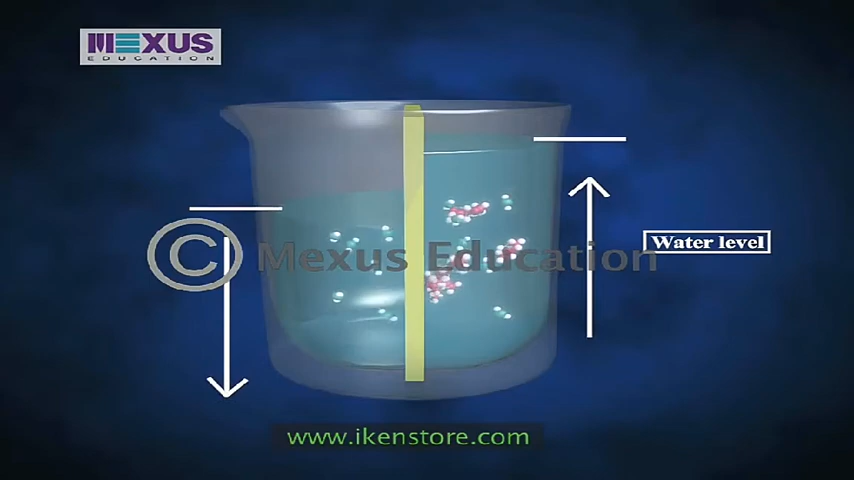 MEXUS
EDUCATION
Water level
© Mexus Education
www.ikenstore.com